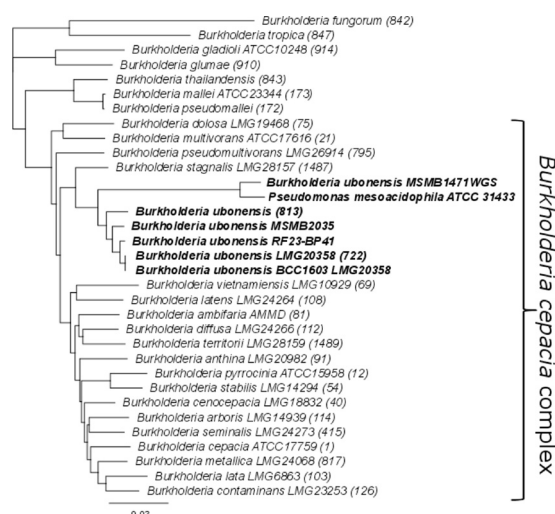 Burkholderia fungorum (842)
Burkholderia tropica (847)
Burkholderia gladioli ATCC10248 (914)
Burkholderia glumae (910)
Burkholderia thailandensis (843)
Burkholderia mallei ATCC23344 (173)
Burkholderia pseudomallei (172)
Burkholderia dolosa LMG19468 (75)
Burkholderia multivorans ATCC17616 (21)
Burkholderia pseudomultivorans LMG26914 (795)
Burkholderia stagnalis LMG28157 (1487)
Burkholderia ubonensis MSMB1471WGS
Pseudomonas mesoacidophila ATCC 31433
Burkholderia ubonensis (813)
Burkholderia ubonensis MSMB2035
Burkholderia ubonensis RF23-BP41
Burkholderia ubonensis LMG20358 (722)
Burkholderia ubonensis BCC1603 LMG20358
Burkholderia vietnamiensis LMG10929 (69)
Burkholderia latens LMG24264 (108)
Burkholderia ambifaria AMMD (81)
Burkholderia diffusa LMG24266 (112)
Burkholderia territorii LMG28159 (1489)
Burkholderia anthina LMG20982 (91)
Burkholderia pyrrocinia ATCC15958 (12)
Burkholderia stabilis LMG14294 (54)
Burkholderia cenocepacia LMG18832 (40)
Burkholderia arboris LMG14939 (114)
Burkholderia seminalis LMG24273 (415)
Burkholderia cepacia ATCC17759 (1)
Burkholderia metallica LMG24068 (817)
Burkholderia lata LMG6863 (103)
Burkholderia contaminans LMG23253 (126)
Burkholderia cepacia complex